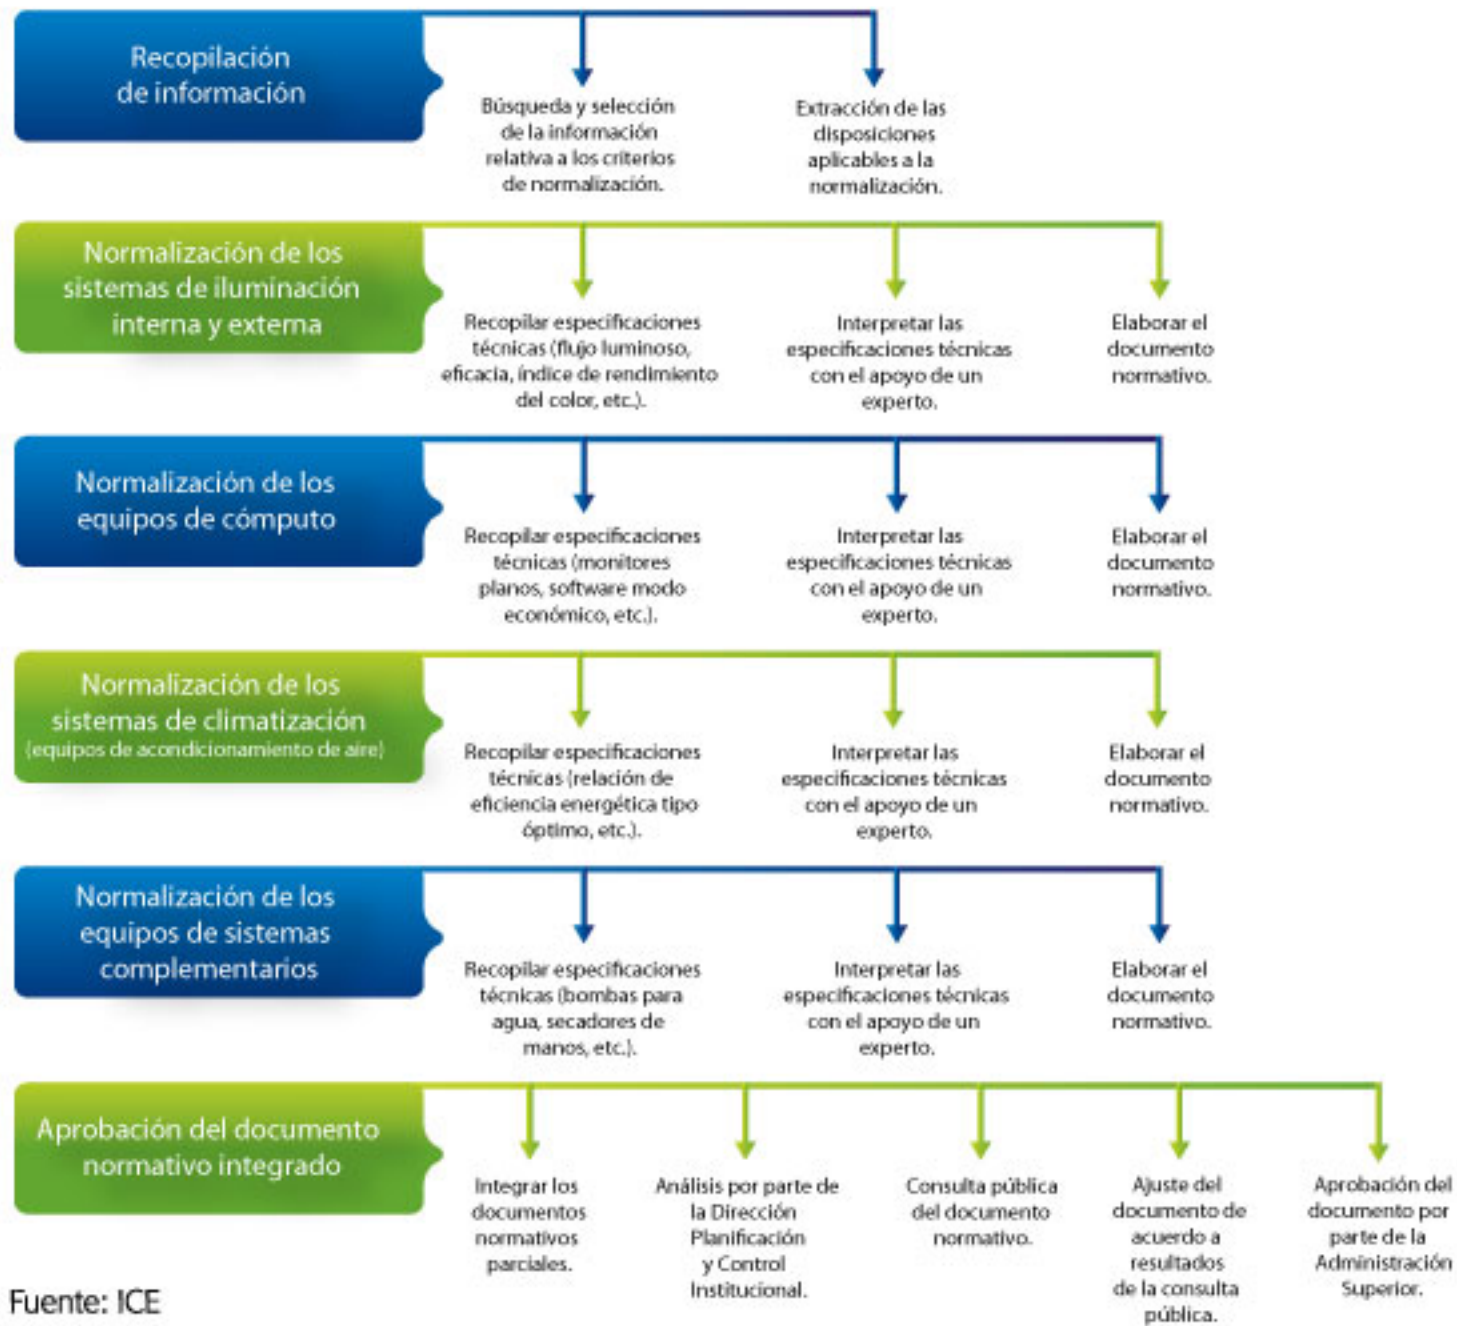 Recopilación
de información
Búsqueda y selección
de la información
relativa a los criterios
de normalización.
Extracción de las
disposiciones
aplicables a la
normalización.
Normalización de los
sistemas de iluminación
interna y externa
Recopilar especificaciones
técnicas (flujo luminoso,
eficacia, índice de rendimiento
del color, etc.).
Interpretar las
especificaciones técnicas
con el apoyo de un
experto.
Elaborar el
documento
normativo.
Normalización de los
equipos de cómputo
Recopilar especificaciones
técnicas (monitores
planos, software modo
económico, etc.).
Interpretar las
especificaciones técnicas
con el apoyo de un
experto.
Elaborar el
documento
normativo.
Normalización de los
sistemas de climatización
(equipos de acondicionamiento de aire)
Recopilar especificaciones
técnicas (relación de
eficiencia energética tipo
óptimo, etc.).
Interpretar las
especificaciones técnicas
con el apoyo de un
experto.
Elaborar el
documento
normativo.
Normalización de los
equipos de sistemas
complementarios
Recopilar especificaciones
técnicas (bombas para
agua, secadores de
manos, etc.).
Interpretar las
especificaciones técnicas
con el apoyo de un
experto.
Elaborar el
documento
normativo.
Aprobación del documento
normativo integrado
Integrar los
documentos
normativos
parciales.
Análisis por parte de
la Dirección
Planificación
y Control
Institucional.
Consulta pública
del documento
normativo.
Ajuste del
documento de
acuerdo a
resultados
de la consulta
pública.
Aprobación del
documento por
parte de la
Administración
Superior.
Fuente: ICE